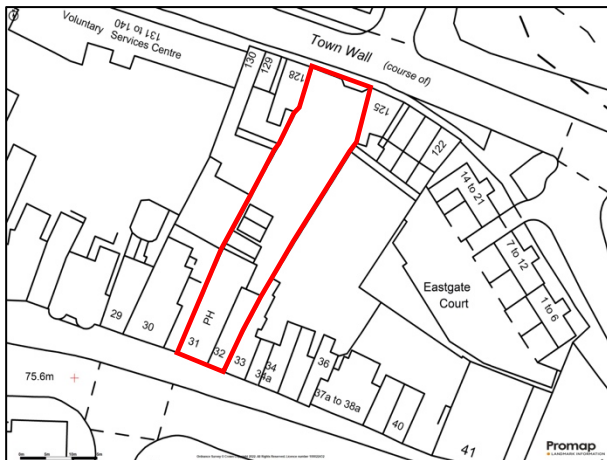 131 to 140
Voluntary
Services Centre
Town Wall (course of)
130
129
128
125
122
14 to 21
7 to 12
1 to 6
Eastgate
Court
29
30
31
PH
32
33
34
34a
36
37a to 38a
40
41
75.6m
Promap
LANDMARK INFORMATION